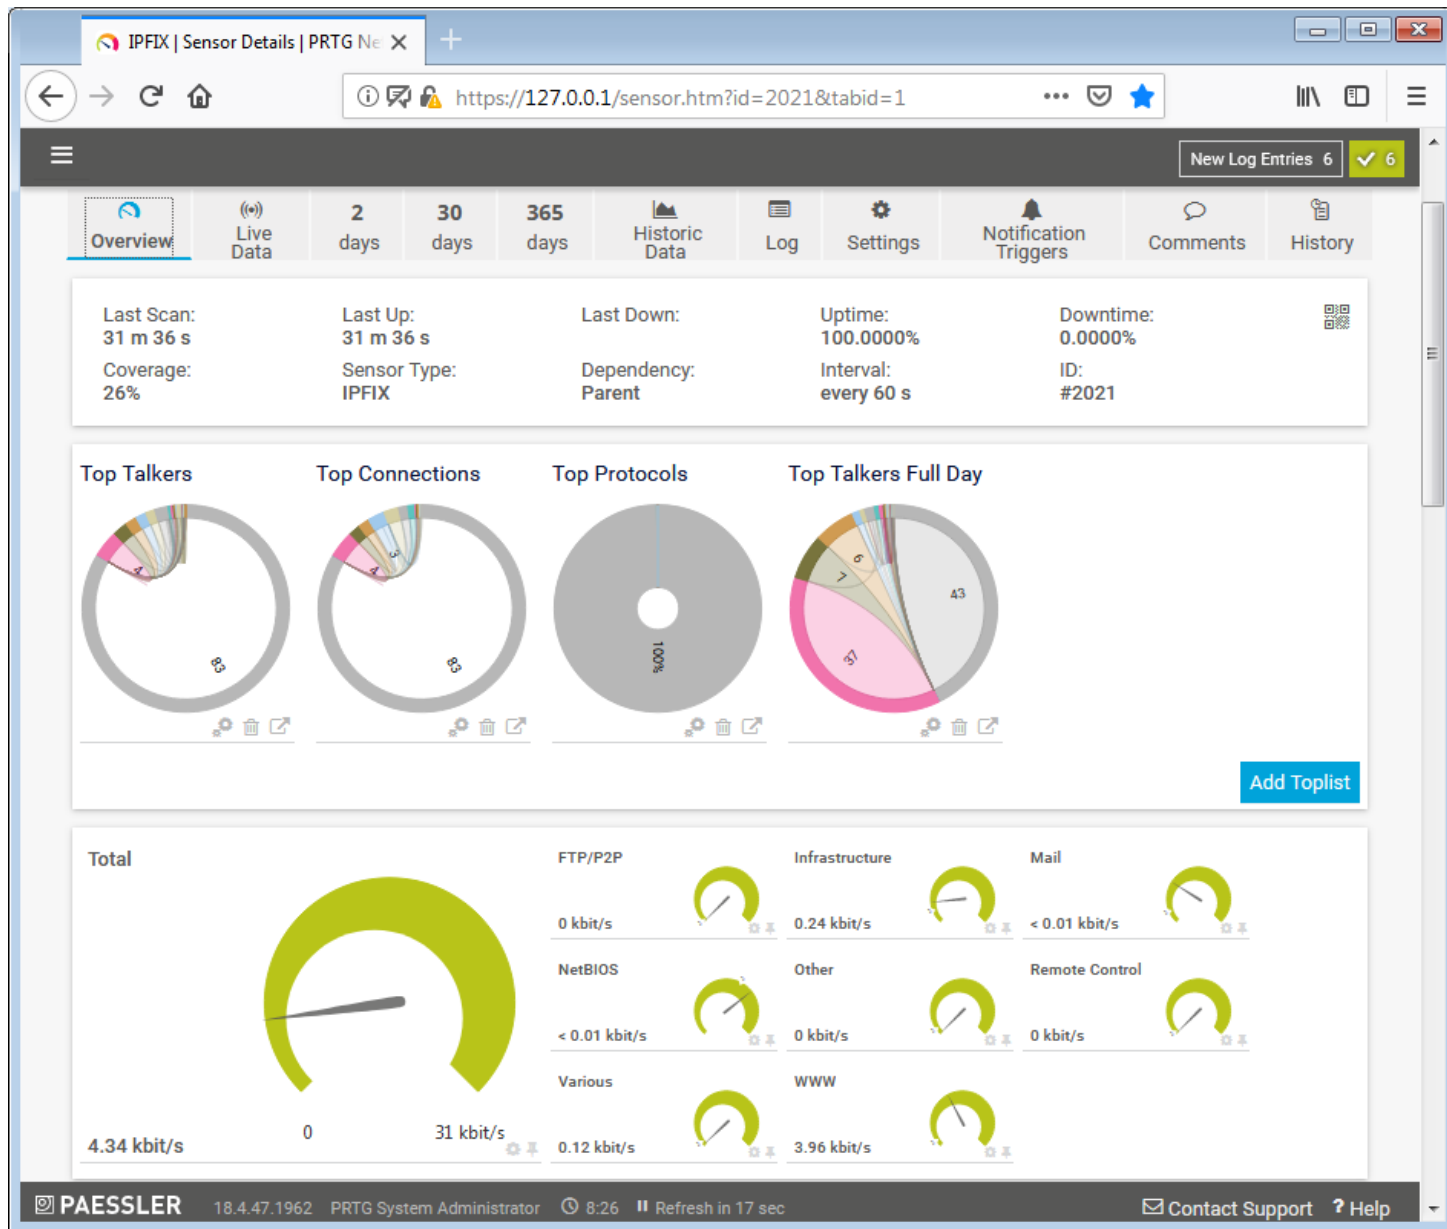 IPFIX | Sensor Details | PRTG Ne
https://127.0.0.1/sensor.htm?id=2021&tabid=1
New Log Entries 6
6
Overview
Live Data
2 days
30 days
365 days
Historic Data
Log
Settings
Notification Triggers
Comments
History
Last Scan:
31 m 36 s
Last Up:
31 m 36 s
Last Down:
Uptime:
100.0000%
Downtime:
0.0000%
Coverage:
26%
Sensor Type:
IPFIX
Dependency:
Parent
Interval:
every 60 s
ID:
#2021
Top Talkers
4
83
Top Connections
4
3
83
Top Protocols
100%
Top Talkers Full Day
6
7
43
37
Add Toplist
Total
0
31 kbit/s
4.34 kbit/s
FTP/P2P
0 kbit/s
Infrastructure
0.24 kbit/s
Mail
< 0.01 kbit/s
NetBIOS
< 0.01 kbit/s
Other
0 kbit/s
Remote Control
0 kbit/s
Various
0.12 kbit/s
WWW
3.96 kbit/s
PAESSLER
18.4.47.1962
PRTG System Administrator
8:26
Refresh in 17 sec
Contact Support
? Help